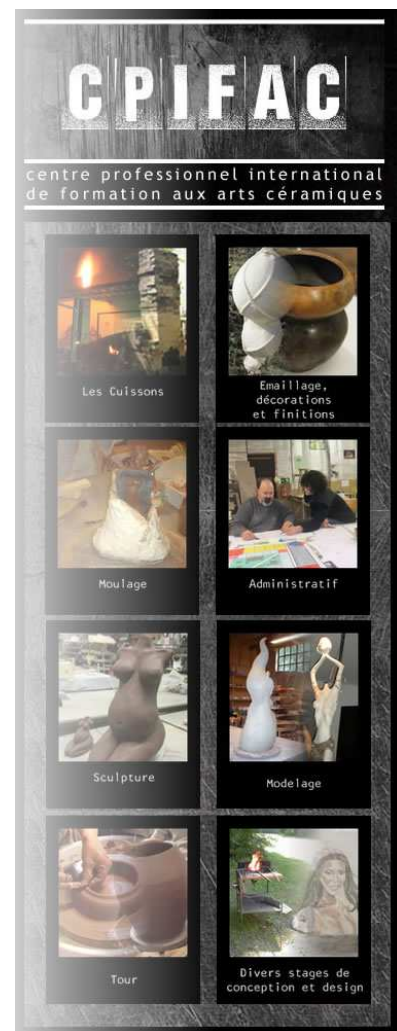 CPIFAC
centre professionnel international
de formation aux arts céramiques
Les Cuissons
Emaillage,
décorations
et finitions
Moulage
Administratif
Sculpture
Modelage
Tour
Divers stages de
conception et design